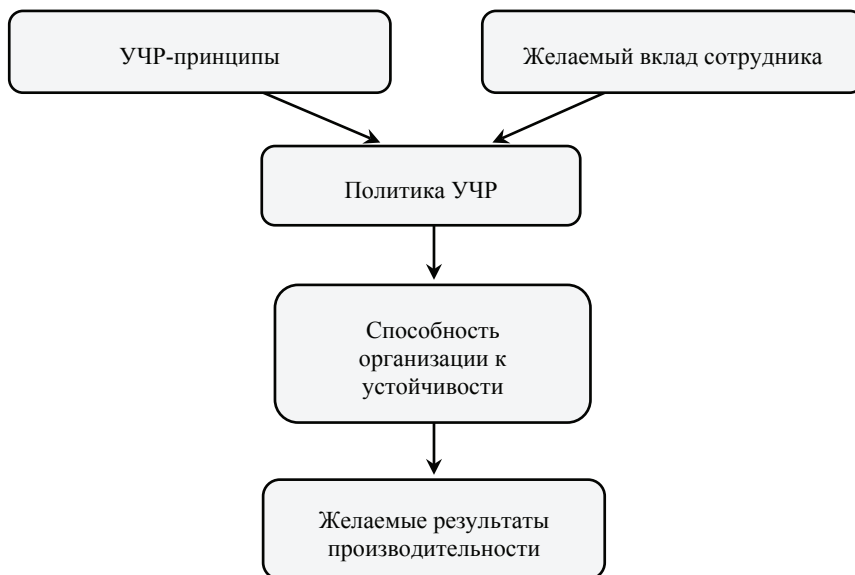 УЧР-принципы
Желаемый вклад сотрудника
Политика УЧР
Способность
организации к
устойчивости
Желаемые результаты
производительности